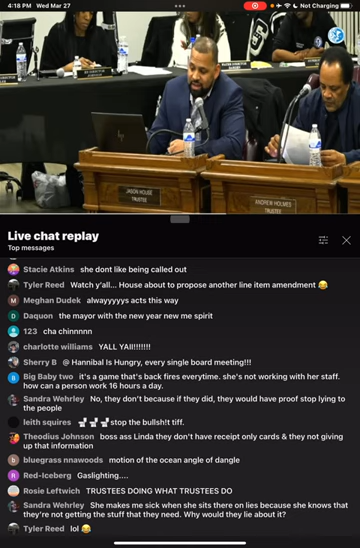 4:18 PM Wed Mar 27
Not Charging
JASON HOUSE
TRUSTEE
ANDREW HOLMES
TRUSTEE
Live chat replay
Top messages
Stacie Atkins she dont like being called out
Tyler Reed Watch y'all... House about to propose another line item amendment 😂
M Meghan Dudek alwayyyyys acts this way
Daquon the mayor with the new year new me spirit
123 cha chinnnnn
charlotte williams YALL YAII!!!!!!!
Sherry B @ Hannibal Is Hungry, every single board meeting!!!
B Big Baby two it's a game that's back fires everytime. she's not working with her staff.
how can a person work 16 hours a day.
Sandra Wehrley No, they don't because if they did, they would have proof stop lying to
the people
leith squires 🚽🚽🚽stop the bullsh!t tiff.
Theodius Johnson boss ass Linda they don't have receipt only cards & they not giving
up that information
b bluegrass nnawoods motion of the ocean angle of dangle
R Red-Iceberg Gaslighting....
Rosie Leftwich TRUSTEES DOING WHAT TRUSTEES DO
Sandra Wehrley She makes me sick when she sits there on lies because she knows that
they're not getting the stuff that they need. Why would they lie about it?
Tyler Reed lol 😂